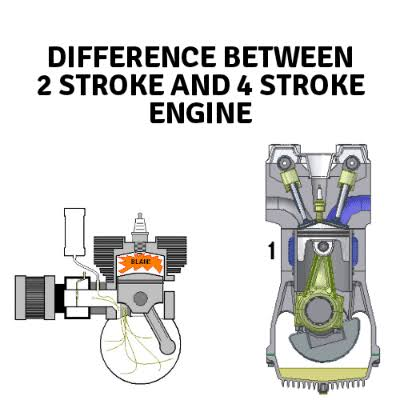 DIFFERENCE BETWEEN
2 STROKE AND 4 STROKE
ENGINE
BLAM!
1